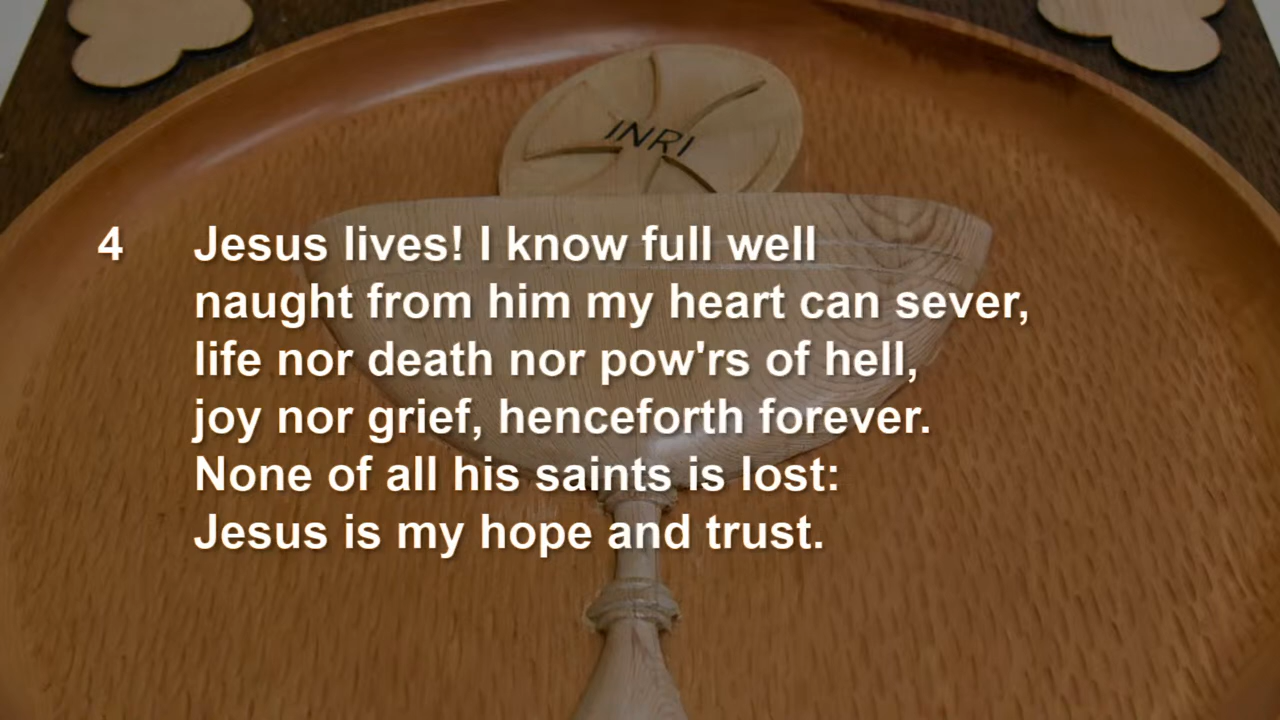 INRI
4 Jesus lives! I know full well
naught from him my heart can sever,
life nor death nor pow'rs of hell,
joy nor grief, henceforth forever.
None of all his saints is lost:
Jesus is my hope and trust.